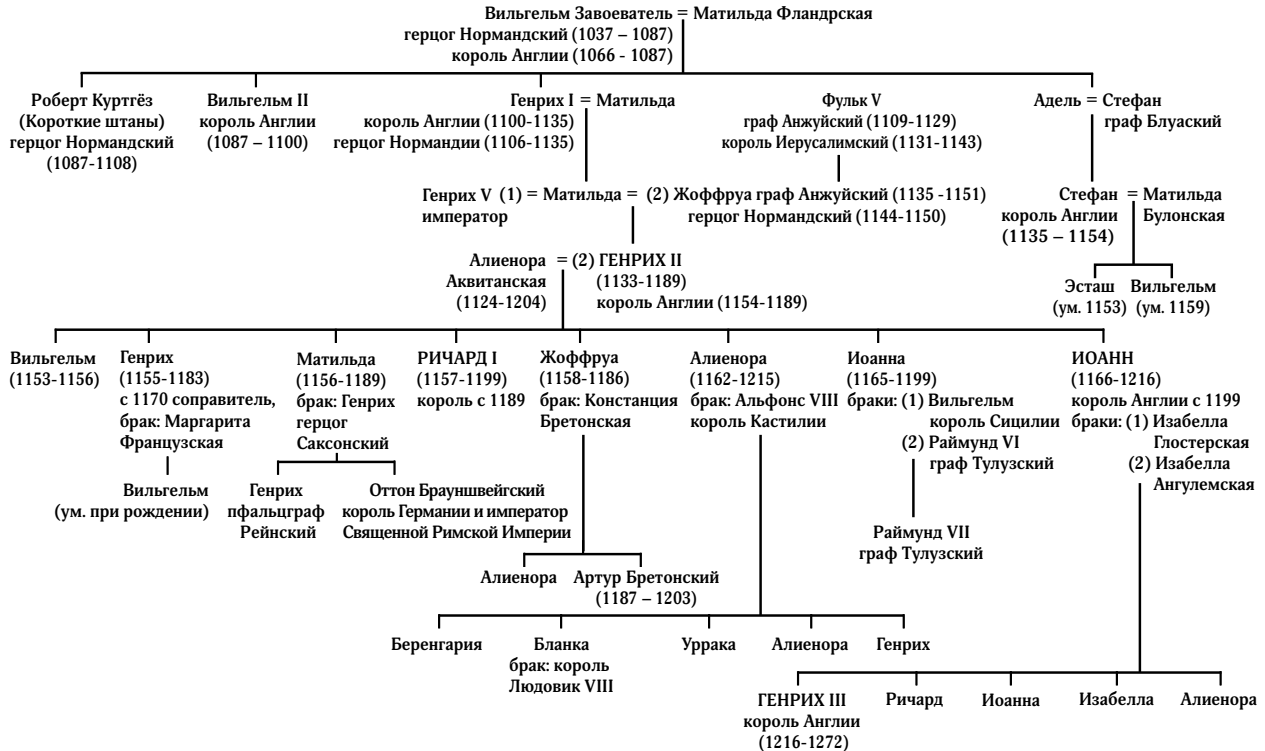 Вильгельм Завоеватель = Матильда Фландрская
герцог Нормандский (1037 – 1087)
король Англии (1066 - 1087)
Роберт Куртгёз
(Короткие штаны)
герцог Нормандский
(1087-1108)
Вильгельм II
король Англии
(1087 – 1100)
Генрих I = Матильда
король Англии (1100-1135)
герцог Нормандии (1106-1135)
Фульк V
граф Анжуйский (1109-1129)
король Иерусалимский (1131-1143)
Адель = Стефан
граф Блуаский
Генрих V (1) = Матильда = (2) Жоффруа граф Анжуйский (1135 -1151)
император
герцог Нормандский (1144-1150)
Стефан = Матильда
король Англии Булонская
(1135 – 1154)
Алиенора = (2) ГЕНРИХ II
Аквитанская (1133-1189)
(1124-1204) король Англии (1154-1189)
Эсташ
(ум. 1153)
Вильгельм
(ум. 1159)
Вильгельм
(1153-1156)
Генрих
(1155-1183)
с 1170 соправитель,
брак: Маргарита
Французская
Матильда
(1156-1189)
брак: Генрих
герцог
Саксонский
РИЧАРД I
(1157-1199)
король с 1189
Жоффруа
(1158-1186)
брак: Констанция
Бретонская
Алиенора
(1162-1215)
брак: Альфонс VIII
король Кастилии
Иоанна
(1165-1199)
браки: (1) Вильгельм
король Сицилии
(2) Раймунд VI
граф Тулузский
ИОАНН
(1166-1216)
король Англии с 1199
браки: (1) Изабелла
Глостерская
(2) Изабелла
Ангулемская
Вильгельм
(ум. при рождении)
Генрих
пфальцграф
Рейнский
Оттон Брауншвейгский
король Германии и император
Священной Римской Империи
Раймунд VII
граф Тулузский
Алиенора
Артур Бретонский
(1187 – 1203)
Беренгария
Бланка
брак: король
Людовик VIII
Уррака
Алиенора
Генрих
ГЕНРИХ III
король Англии
(1216-1272)
Ричард
Иоанна
Изабелла
Алиенора